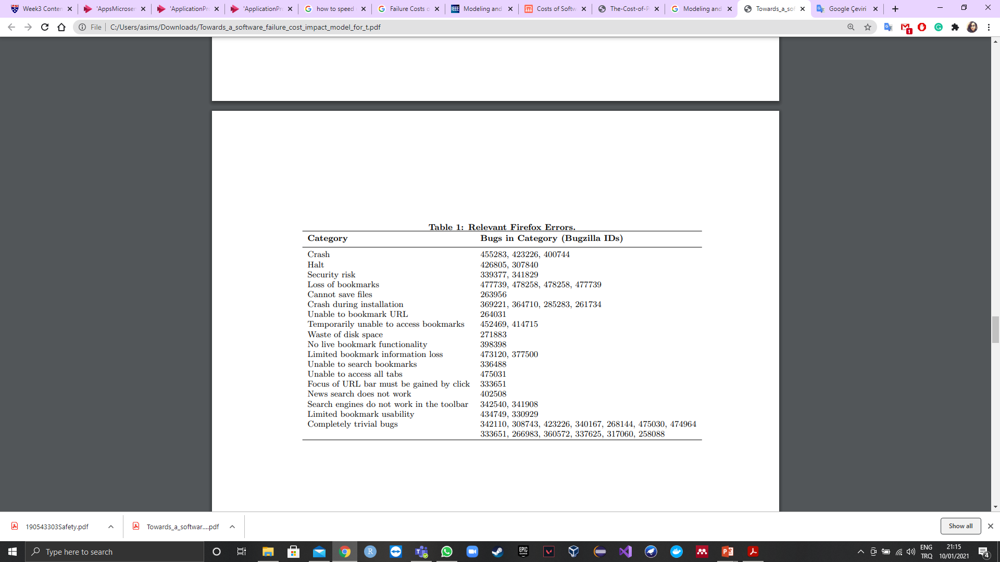 Week3 Conten
'AppsMicroser
'ApplicationPr
'ApplicationPr
how to speed
Failure Costs o
Modeling and
Costs of Softw
The-Cost-of-P
Modeling and
Towards_a_sof
Google Çeviri
File
C:/Users/asims/Downloads/Towards_a_software_failure_cost_impact_model_for_t.pdf
1
Table 1: Relevant Firefox Errors.
Category Bugs in Category (Bugzilla IDs)
Crash 455283, 423226, 400744
Halt 426805, 307840
Security risk 339377, 341829
Loss of bookmarks 477739, 478258, 478258, 477739
Cannot save files 263956
Crash during installation 369221, 364710, 285283, 261734
Unable to bookmark URL 264031
Temporarily unable to access bookmarks 452469, 414715
Waste of disk space 271883
No live bookmark functionality 398398
Limited bookmark information loss 473120, 377500
Unable to search bookmarks 336488
Unable to access all tabs 475031
Focus of URL bar must be gained by click 333651
News search does not work 402508
Search engines do not work in the toolbar 342540, 341908
Limited bookmark usability 434749, 330929
Completely trivial bugs 342110, 308743, 423226, 340167, 268144, 475030, 474964
333651, 266983, 360572, 337625, 317060, 258088
190543303Safety.pdf
Towards_a_softwar....pdf
Show all
Type here to search
ENG
TRQ
21:15
10/01/2021
4